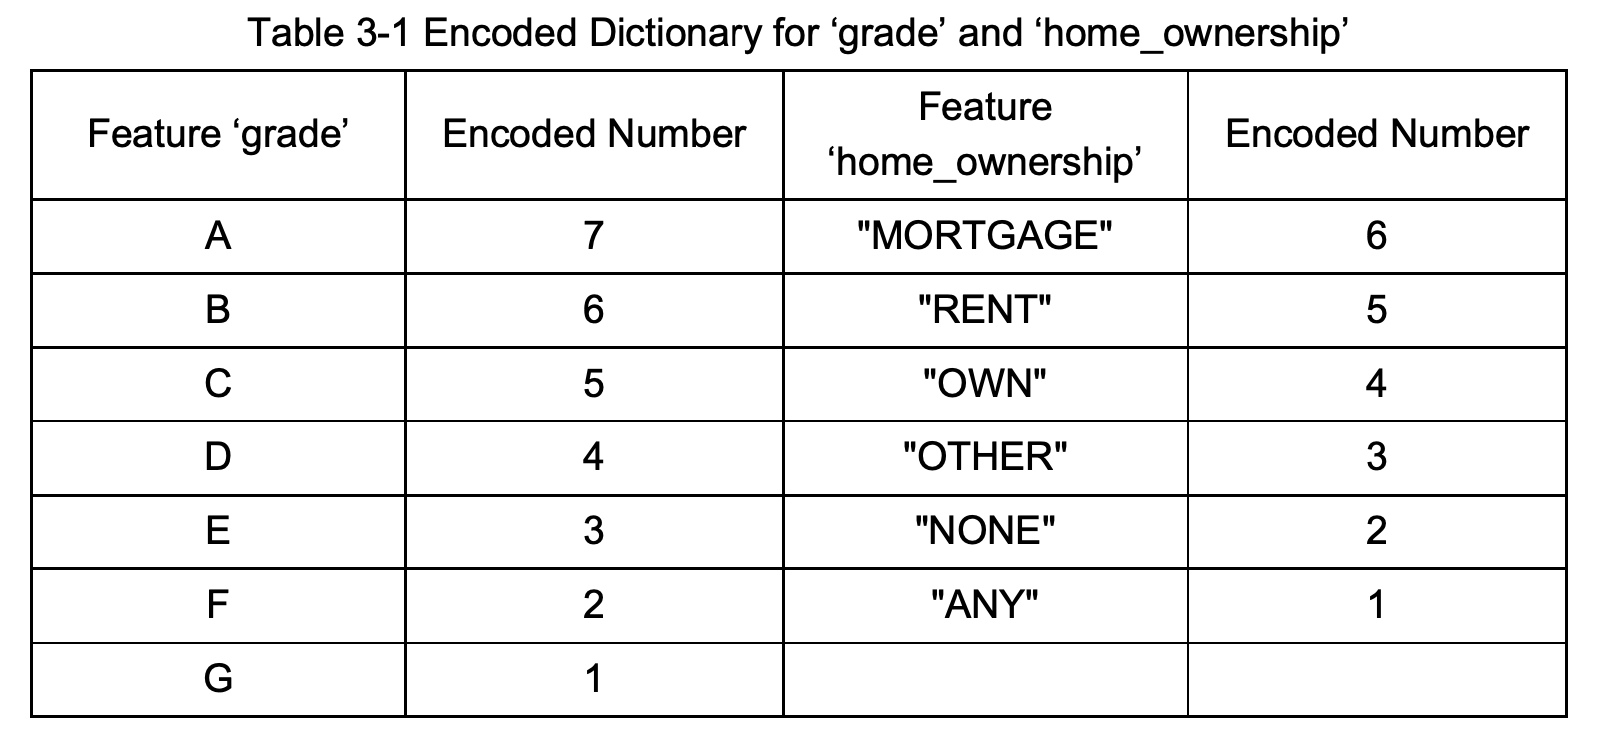 Table 3-1 Encoded Dictionary for ‘grade’ and ‘home_ownership’
Feature ‘grade’ Encoded Number Feature ‘home_ownership’ Encoded Number
A 7 "MORTGAGE" 6
B 6 "RENT" 5
C 5 "OWN" 4
D 4 "OTHER" 3
E 3 "NONE" 2
F 2 "ANY" 1
G 1